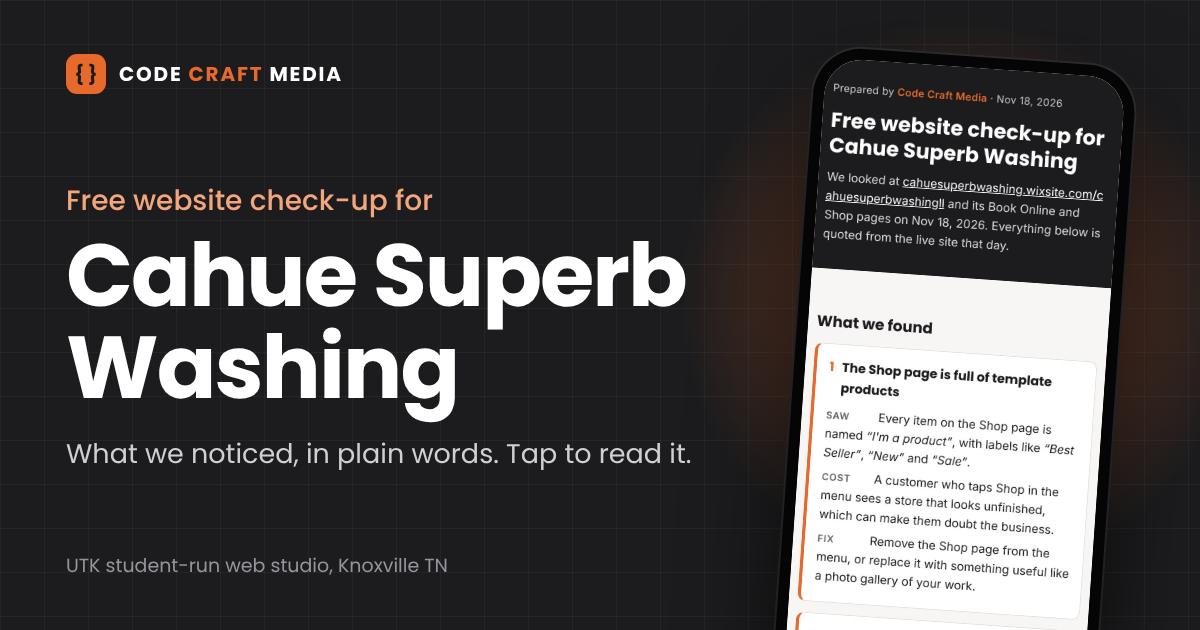 { } CODE CRAFT MEDIA
Free website check-up for
Cahue Superb
Washing
What we noticed, in plain words. Tap to read it.
UTK student-run web studio, Knoxville TN
Prepared by Code Craft Media · Nov 18, 2026
Free website check-up for
Cahue Superb Washing
We looked at cahuesuperbwashing.wixsite.com/c
ahuesuperbwashingll and its Book Online and
Shop pages on Nov 18, 2026. Everything below is
quoted from the live site that day.
What we found
1 The Shop page is full of template
products
SAW Every item on the Shop page is
named “I'm a product”, with labels like “Best
Seller”, “New” and “Sale”.
COST A customer who taps Shop in the
menu sees a store that looks unfinished,
which can make them doubt the business.
FIX Remove the Shop page from the
menu, or replace it with something useful like
a photo gallery of your work.